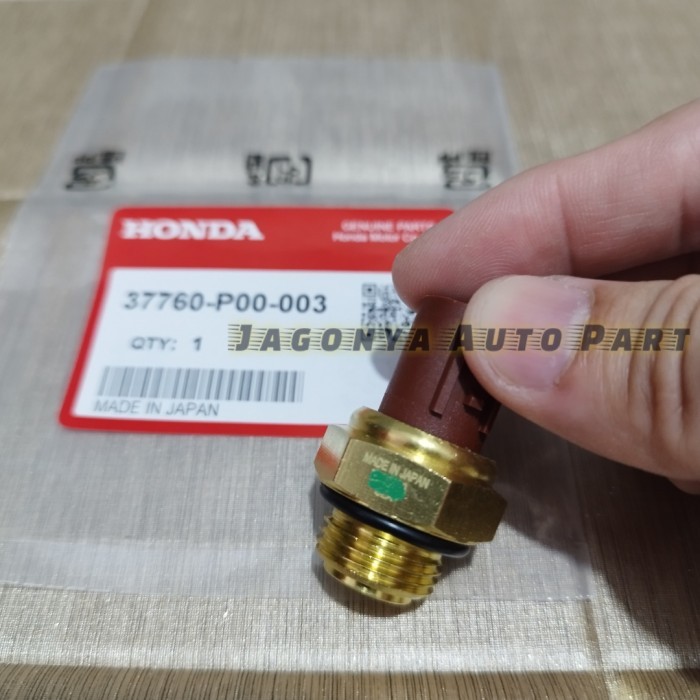 HONDA
GENUINE PARTS
Honda Motor Co
37760-P00-003
QTY: 1
JAGONYA AUTO PART
MADE IN JAPAN
MADE IN JAPAN